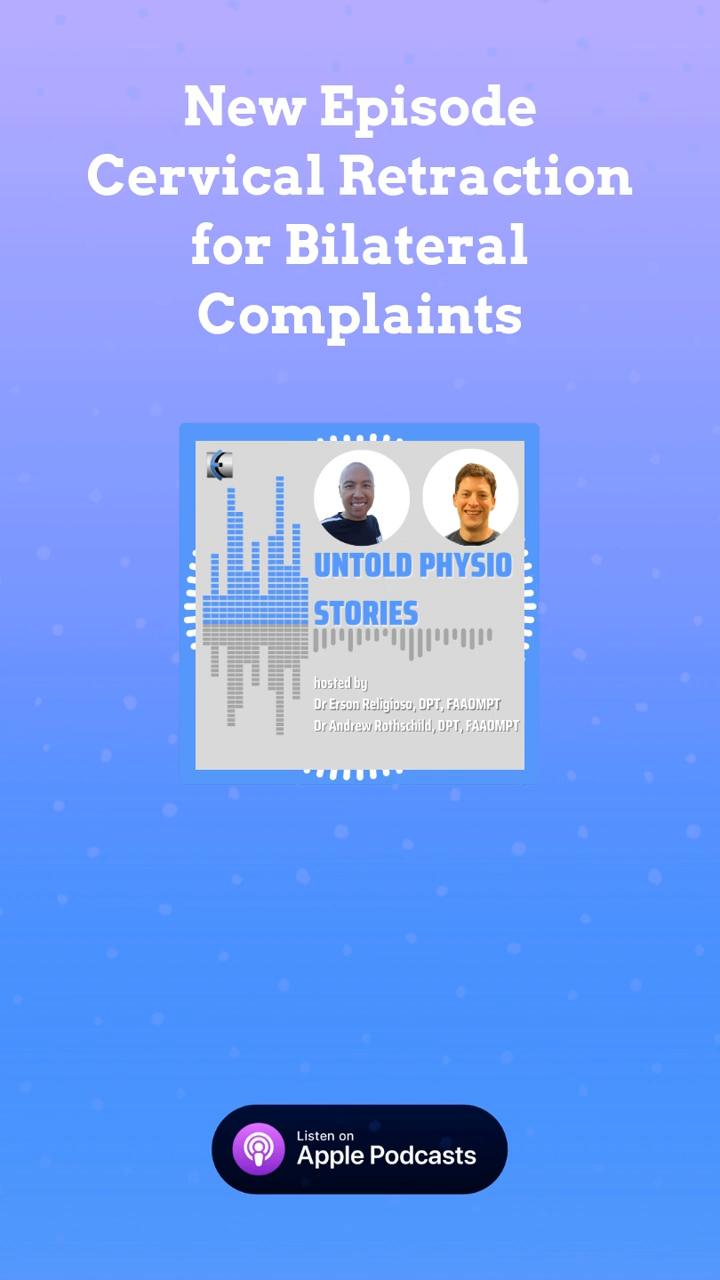 New Episode
Cervical Retraction
for Bilateral
Complaints
UNTOLD PHYSIO
STORIES
hosted by
Dr Erson Religioso, DPT, FAAOMPT
Dr Andrew Rothschild, DPT, FAAOMPT
Listen on
Apple Podcasts